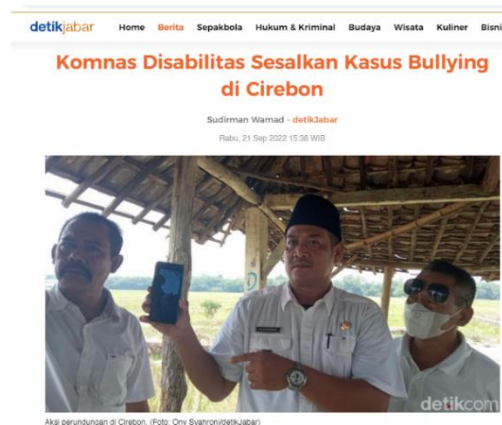 detikjabar
Home Berita Sepakbola Hukum & Kriminal Budaya Wisata Kuliner Bisni
Komnas Disabilitas Sesalkan Kasus Bullying
di Cirebon
Sudirman Wamad - detikJabar
Rabu, 21 Sep 2022 15:38 WIB
detikcom
Aksi perundungan di Cirebon. (Foto: Ony Syahroni/detikJabar)